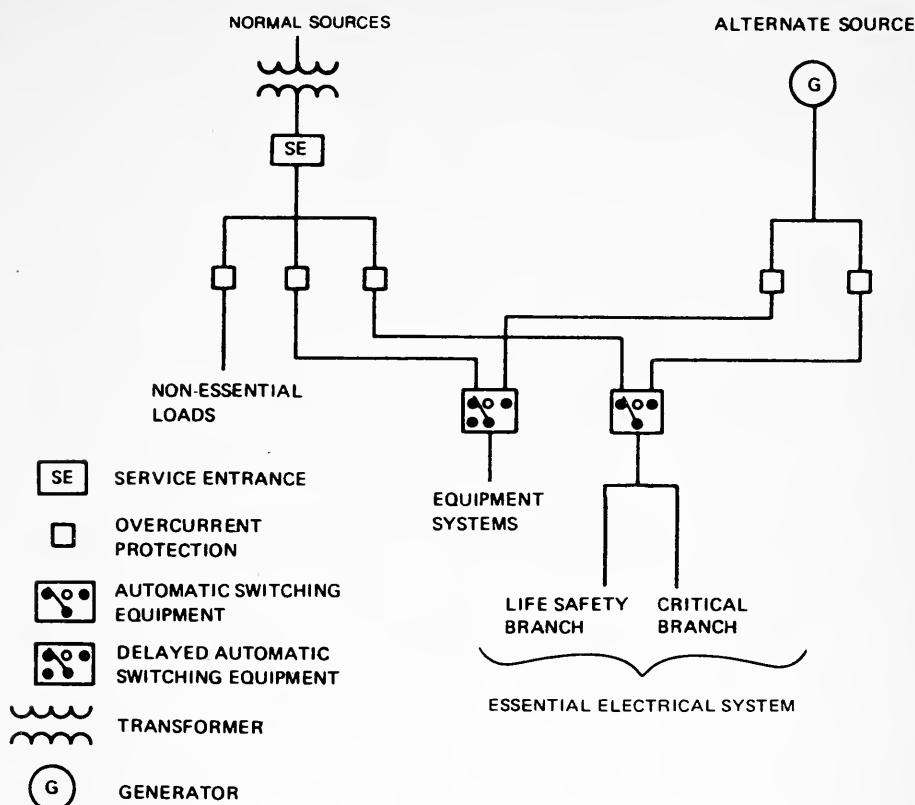 NORMAL SOURCES
ALTERNATE SOURCE
G
SE
NON-ESSENTIAL
LOADS
EQUIPMENT
SYSTEMS
LIFE SAFETY
BRANCH
CRITICAL
BRANCH
ESSENTIAL ELECTRICAL SYSTEM
SE
SERVICE ENTRANCE
OVERCURRENT
PROTECTION
AUTOMATIC SWITCHING
EQUIPMENT
DELAYED AUTOMATIC
SWITCHING EQUIPMENT
TRANSFORMER
G
GENERATOR